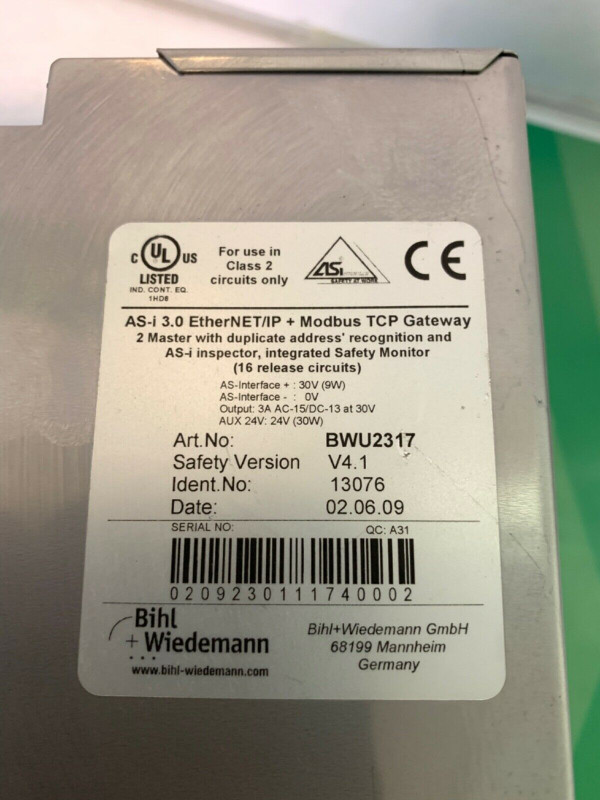 c UL US
LISTED
IND. CONT. EQ.
1HD8
For use in
Class 2
circuits only
ASi
SAFETY AT WORK
CE
AS-i 3.0 EtherNET/IP + Modbus TCP Gateway
2 Master with duplicate address' recognition and
AS-i inspector, integrated Safety Monitor
(16 release circuits)
AS-Interface + : 30V (9W)
AS-Interface - : 0V
Output: 3A AC-15/DC-13 at 30V
AUX 24V: 24V (30W)
Art.No: BWU2317
Safety Version V4.1
Ident.No: 13076
Date: 02.06.09
SERIAL NO: QC: A31
0209230111740002
Bihl
+ Wiedemann
www.bihl-wiedemann.com
Bihl+Wiedemann GmbH
68199 Mannheim
Germany